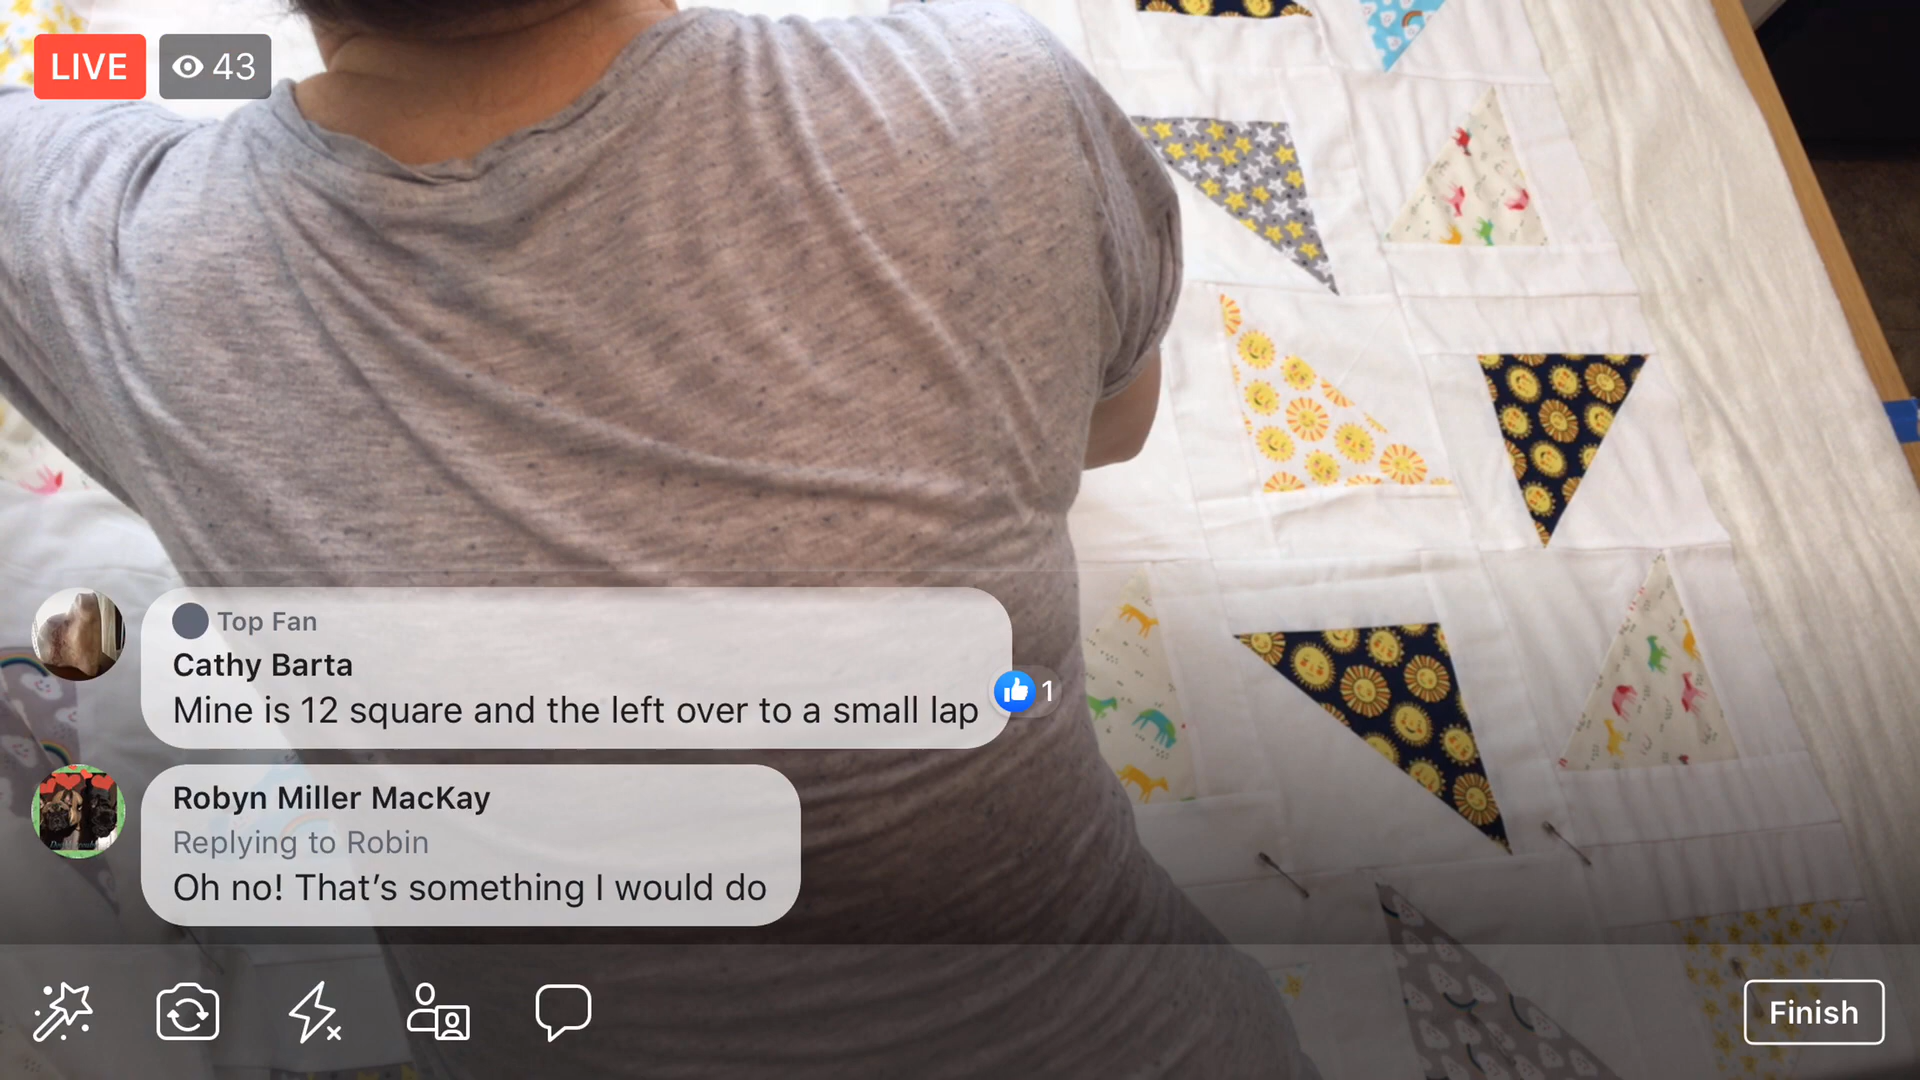 LIVE 43
Top Fan
Cathy Barta
Mine is 12 square and the left over to a small lap
1
Robyn Miller MacKay
Replying to Robin
Oh no! That's something I would do
Finish